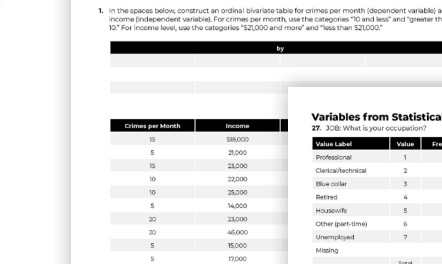 1. In the spaces below, construct an ordinal bivariate table for crimes per month (dependent variable) a
income (independent variable). For crimes per month, use the categories "10 and less" and "greater th
10." For income level, use the categories "$21,000 and more" and "less than $21,000."
by
Crimes per Month Income
15 $18,000
5 21,000
15 23,000
10 22,000
10 25,000
5 14,000
20 23,000
20 46,000
5 15,000
5 17,000
Variables from Statistical
27. JOB: What is your occupation?
Value Label Value Fre
Professional 1
Clerical/technical 2
Blue collar 3
Retired 4
Housewife 5
Other (part-time) 6
Unemployed 7
Missing
Total